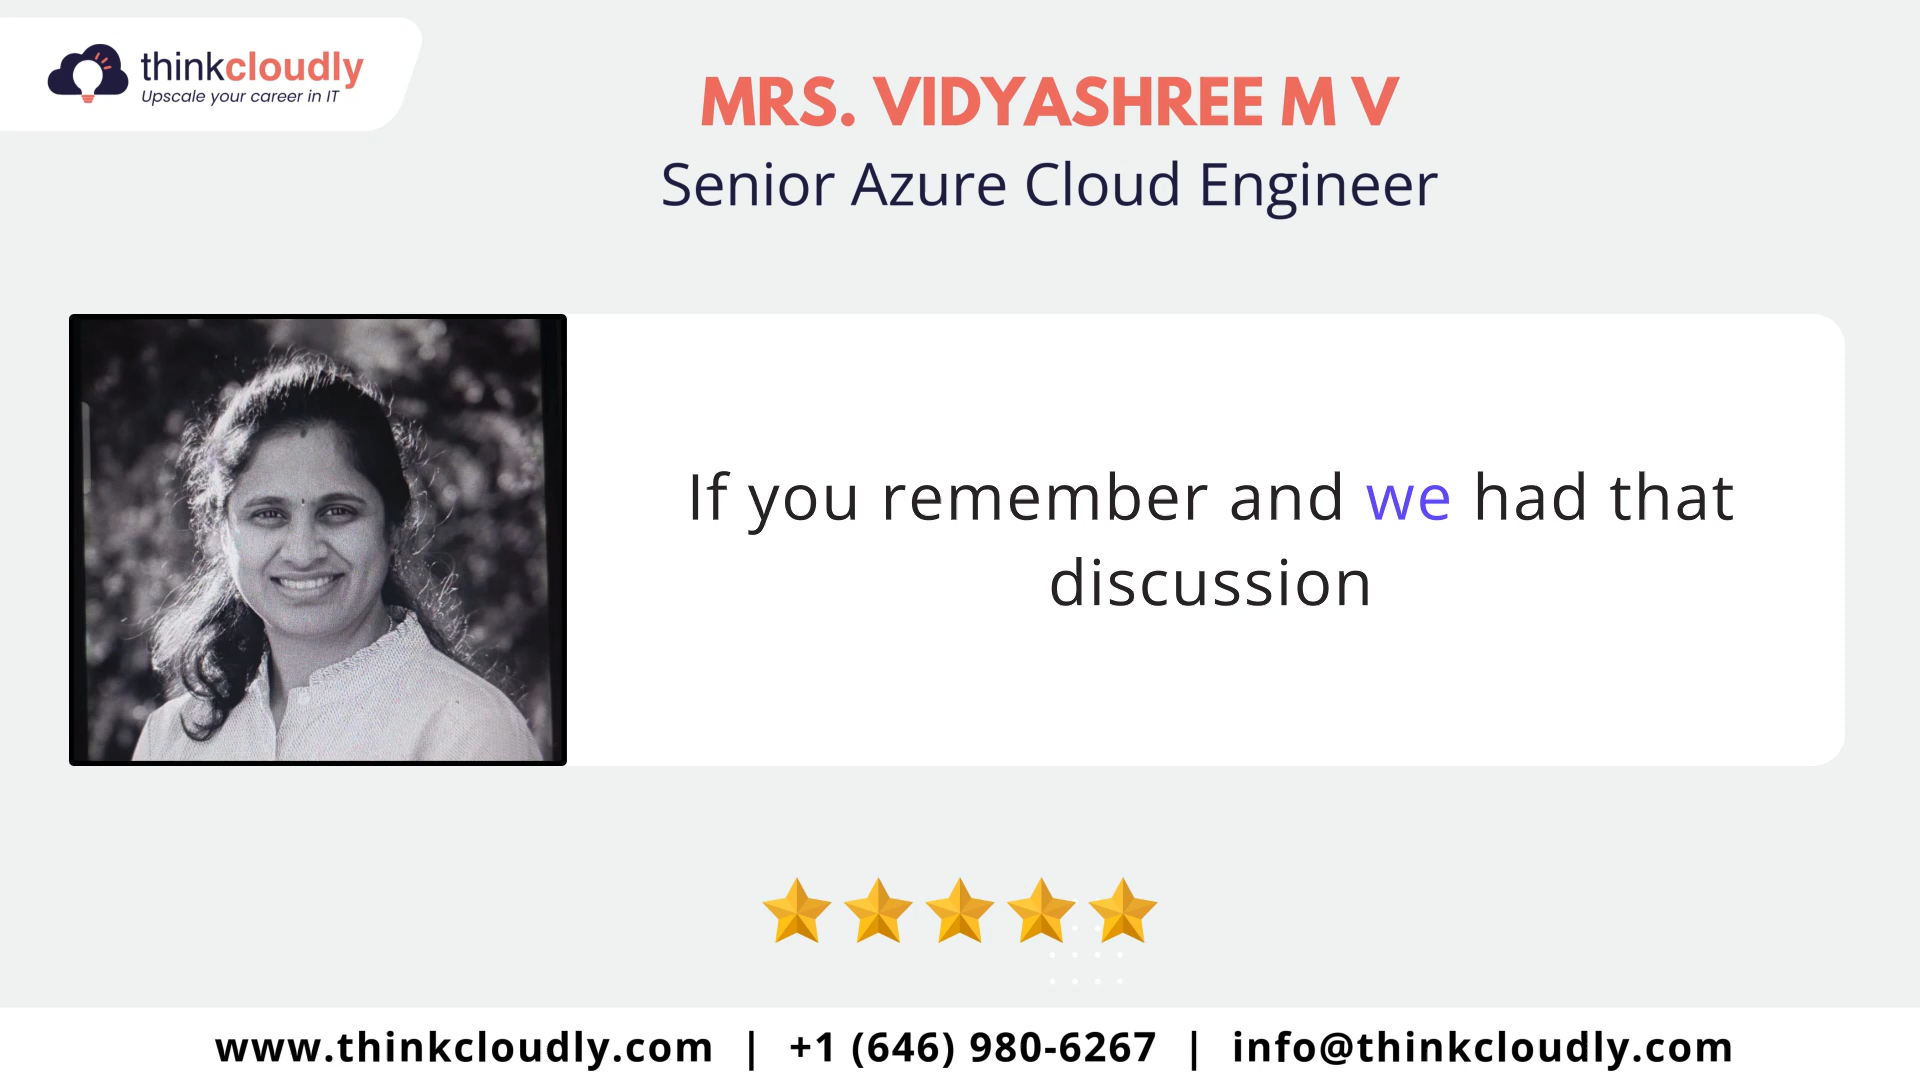 thinkcloudly
Upscale your career in IT
MRS. VIDYASHREE M V
Senior Azure Cloud Engineer
If you remember and we had that
discussion
www.thinkcloudly.com | +1 (646) 980-6267 | info@thinkcloudly.com